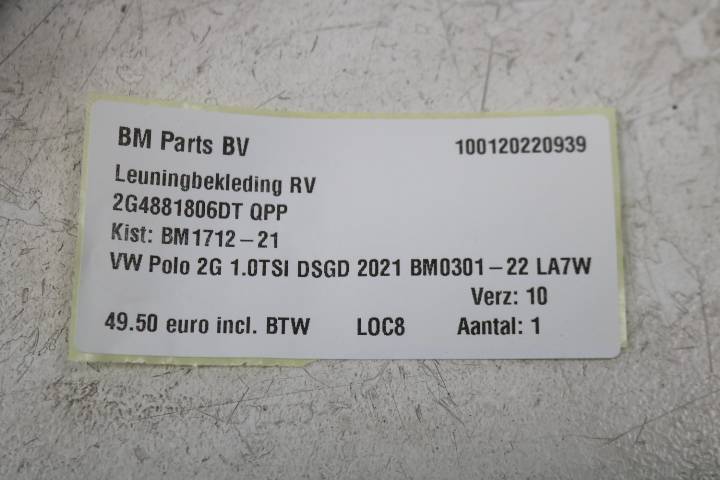 BM Parts BV 100120220939
Leuningbekleding RV
2G4881806DT QPP
Kist: BM1712-21
VW Polo 2G 1.0TSI DSGD 2021 BM0301-22 LA7W
Verz: 10
49.50 euro incl. BTW LOC8 Aantal: 1